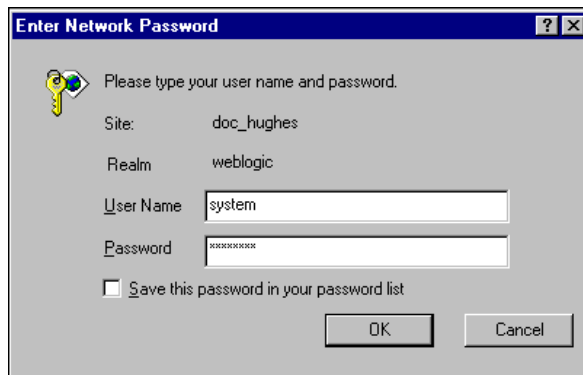 Enter Network Password
Please type your user name and password.
Site: doc_hughes
Realm weblogic
User Name system
Password ********
Save this password in your password list
OK Cancel